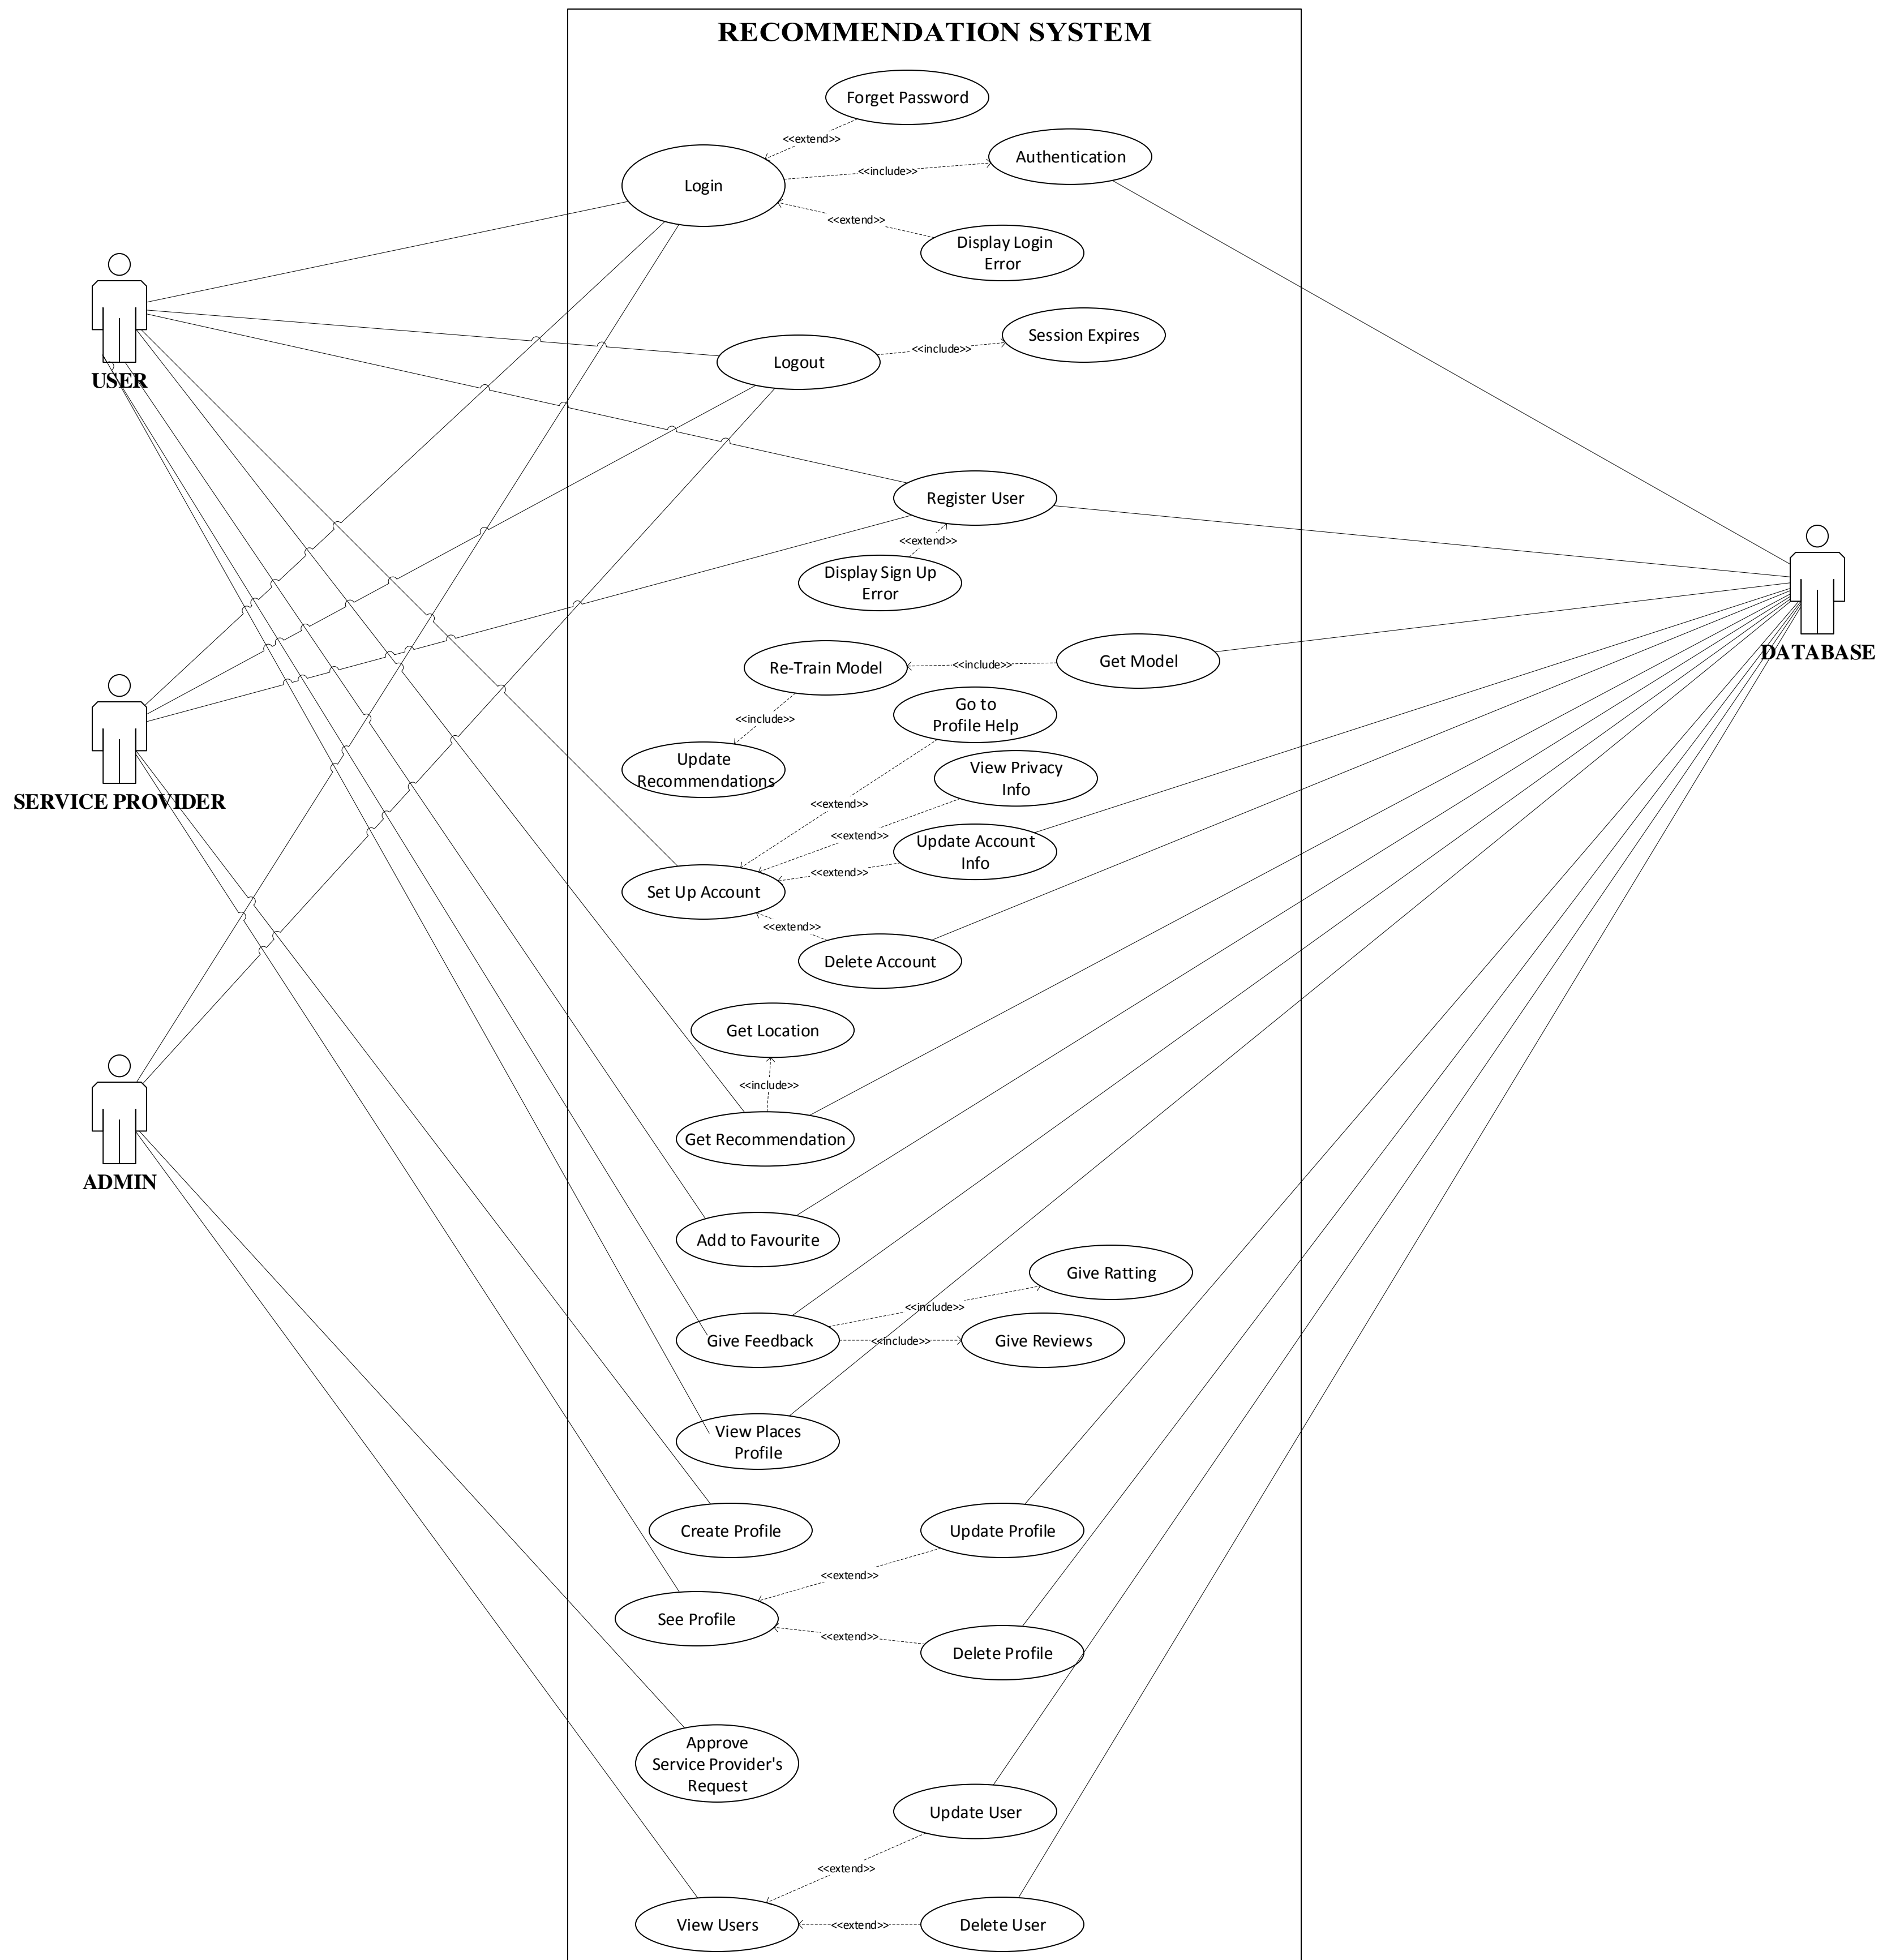 RECOMMENDATION SYSTEM
Forget Password
<<extend>>
Authentication
<<include>>
Login
<<extend>>
Display Login
Error
Session Expires
<<include>>
Logout
USER
Register User
<<extend>>
Display Sign Up
Error
DATABASE
Re-Train Model
<<include>>
Get Model
<<include>>
Go to
Profile Help
Update
Recommendations
View Privacy
Info
SERVICE PROVIDER
<<extend>>
<<extend>>
Update Account
Info
<<extend>>
Set Up Account
<<extend>>
Delete Account
Get Location
<<include>>
Get Recommendation
ADMIN
Add to Favourite
Give Ratting
<<include>>
Give Feedback
<<include>>
Give Reviews
View Places
Profile
Create Profile
Update Profile
<<extend>>
See Profile
<<extend>>
Delete Profile
Approve
Service Provider's
Request
Update User
<<extend>>
View Users
<<extend>>
Delete User